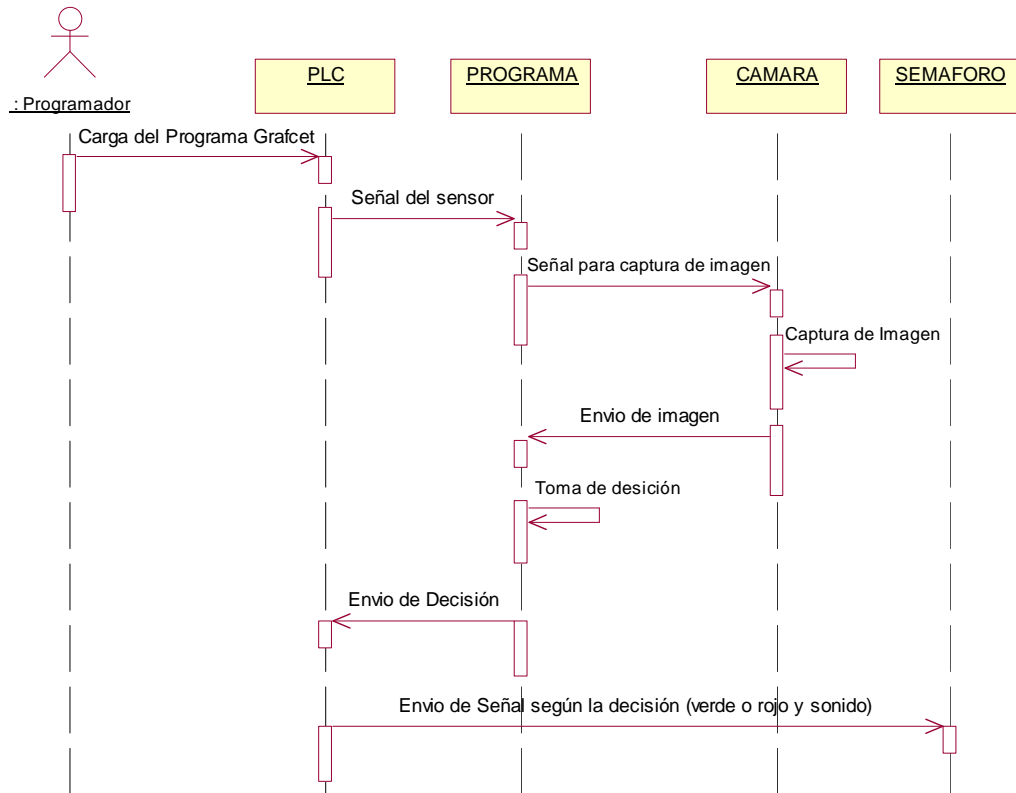 : Programador
PLC
PROGRAMA
CAMARA
SEMAFORO
Carga del Programa Grafcet
Señal del sensor
Señal para captura de imagen
Captura de Imagen
Envio de imagen
Toma de desición
Envio de Decisión
Envio de Señal según la decisión (verde o rojo y sonido)